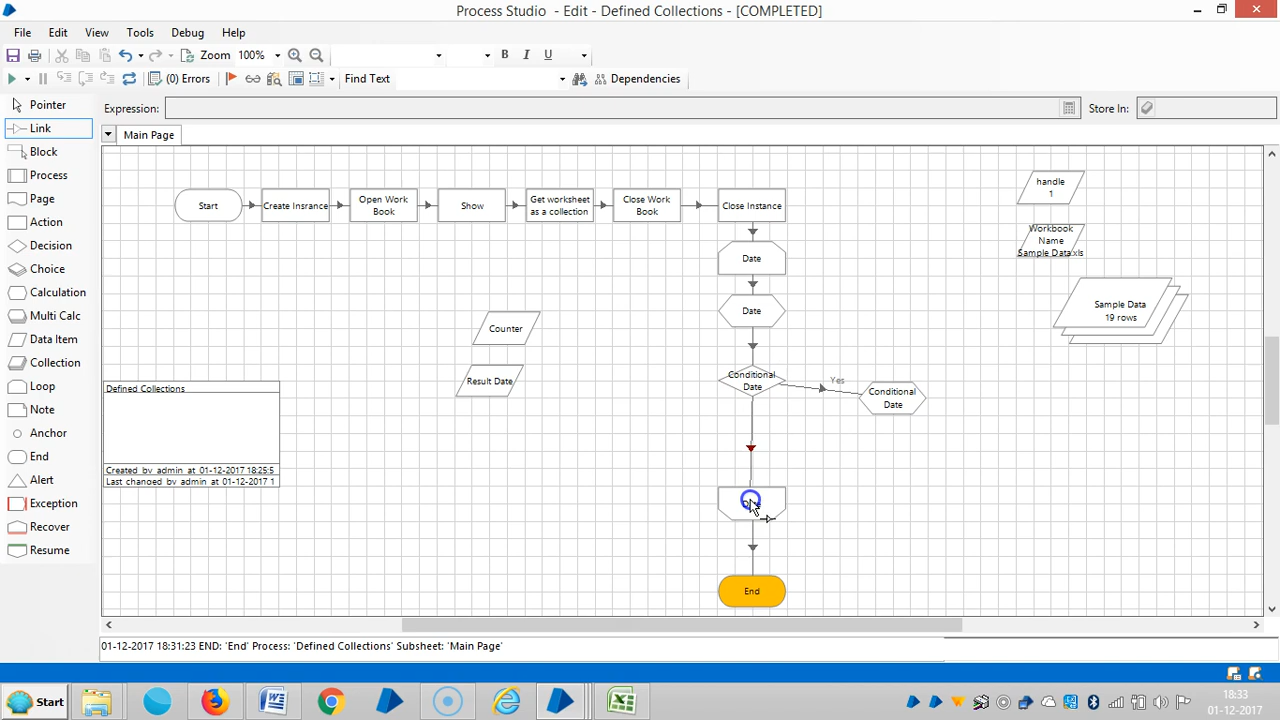 Process Studio - Edit - Defined Collections - [COMPLETED]
File Edit View Tools Debug Help
Zoom 100% B I U
(0) Errors Find Text Dependencies
Expression: Store In:
Pointer
Link
Block
Process
Page
Action
Decision
Choice
Calculation
Multi Calc
Data Item
Collection
Loop
Note
Anchor
End
Alert
Exception
Recover
Resume
Main Page
Start
Create Insrance
Open Work
Book
Show
Get worksheet
as a collection
Close Work
Book
Close Instance
Date
Date
Conditional
Date
Yes
Conditional
Date
End
Counter
Result Date
handle
1
Workbook
Name
Sample Data.xls
Sample Data
19 rows
Defined Collections
Created by admin at 01-12-2017 18:25:5
Last changed by admin at 01-12-2017 1
01-12-2017 18:31:23 END: 'End' Process: 'Defined Collections' Subsheet: 'Main Page'
Start
18:33
01-12-2017